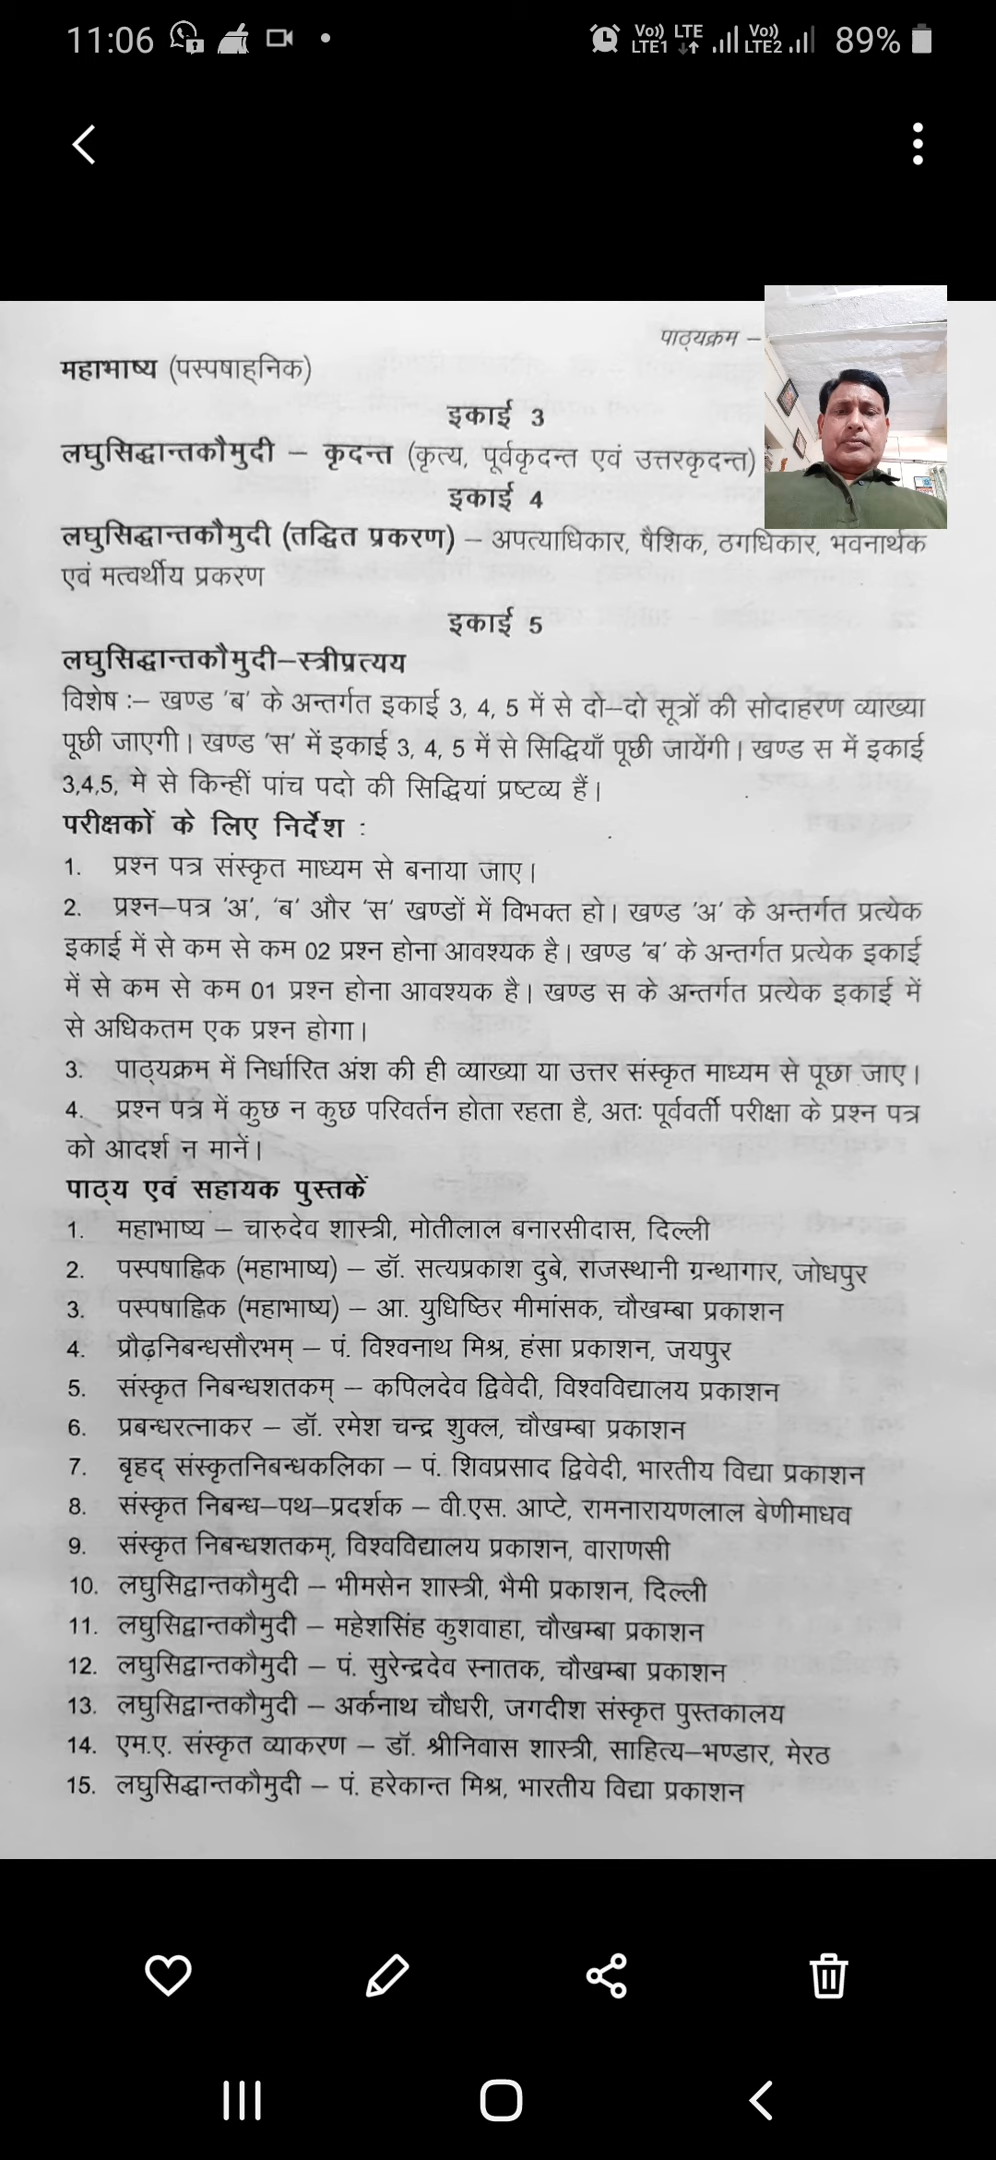 11:06
Vo)) LTE
LTE1
Vo))
LTE2
89%
पाठ्यक्रम –
महाभाष्य (पस्पषाह्निक)
इकाई 3
लघुसिद्धान्तकौमुदी – कृदन्त (कृत्य, पूर्वकृदन्त एवं उत्तरकृदन्त)
इकाई 4
लघुसिद्धान्तकौमुदी (तद्धित प्रकरण) – अपत्याधिकार, षैशिक, ठगधिकार, भवनार्थक
एवं मत्वर्थीय प्रकरण
इकाई 5
लघुसिद्धान्तकौमुदी–स्त्रीप्रत्यय
विशेष :– खण्ड 'ब' के अन्तर्गत इकाई 3, 4, 5 में से दो–दो सूत्रों की सोदाहरण व्याख्या
पूछी जाएगी। खण्ड 'स' में इकाई 3, 4, 5 में से सिद्धियाँ पूछी जायेंगी। खण्ड स में इकाई
3,4,5, में से किन्हीं पांच पदो की सिद्धियां प्रष्टव्य हैं।
परीक्षकों के लिए निर्देश :
1. प्रश्न पत्र संस्कृत माध्यम से बनाया जाए।
2. प्रश्न–पत्र 'अ', 'ब' और 'स' खण्डों में विभक्त हो। खण्ड 'अ' के अन्तर्गत प्रत्येक
इकाई में से कम से कम 02 प्रश्न होना आवश्यक है। खण्ड 'ब' के अन्तर्गत प्रत्येक इकाई
में से कम से कम 01 प्रश्न होना आवश्यक है। खण्ड स के अन्तर्गत प्रत्येक इकाई में
से अधिकतम एक प्रश्न होगा।
3. पाठ्यक्रम में निर्धारित अंश की ही व्याख्या या उत्तर संस्कृत माध्यम से पूछा जाए।
4. प्रश्न पत्र में कुछ न कुछ परिवर्तन होता रहता है, अतः पूर्ववर्ती परीक्षा के प्रश्न पत्र
को आदर्श न मानें।
पाठ्य एवं सहायक पुस्तकें
1. महाभाष्य – चारुदेव शास्त्री, मोतीलाल बनारसीदास, दिल्ली
2. पस्पषाह्निक (महाभाष्य) – डॉ. सत्यप्रकाश दुबे, राजस्थानी ग्रन्थागार, जोधपुर
3. पस्पषाह्निक (महाभाष्य) – आ. युधिष्ठिर मीमांसक, चौखम्बा प्रकाशन
4. प्रौढ़निबन्धसौरभम् – पं. विश्वनाथ मिश्र, हंसा प्रकाशन, जयपुर
5. संस्कृत निबन्धशतकम् – कपिलदेव द्विवेदी, विश्वविद्यालय प्रकाशन
6. प्रबन्धरत्नाकर – डॉ. रमेश चन्द्र शुक्ल, चौखम्बा प्रकाशन
7. बृहद् संस्कृतनिबन्धकलिका – पं. शिवप्रसाद द्विवेदी, भारतीय विद्या प्रकाशन
8. संस्कृत निबन्ध–पथ–प्रदर्शक – वी.एस. आप्टे, रामनारायणलाल बेणीमाधव
9. संस्कृत निबन्धशतकम्, विश्वविद्यालय प्रकाशन, वाराणसी
10. लघुसिद्वान्तकौमुदी – भीमसेन शास्त्री, भैमी प्रकाशन, दिल्ली
11. लघुसिद्वान्तकौमुदी – महेशसिंह कुशवाहा, चौखम्बा प्रकाशन
12. लघुसिद्वान्तकौमुदी – पं. सुरेन्द्रदेव स्नातक, चौखम्बा प्रकाशन
13. लघुसिद्वान्तकौमुदी – अर्कनाथ चौधरी, जगदीश संस्कृत पुस्तकालय
14. एम.ए. संस्कृत व्याकरण – डॉ. श्रीनिवास शास्त्री, साहित्य–भण्डार, मेरठ
15. लघुसिद्धान्तकौमुदी – पं. हरेकान्त मिश्र, भारतीय विद्या प्रकाशन